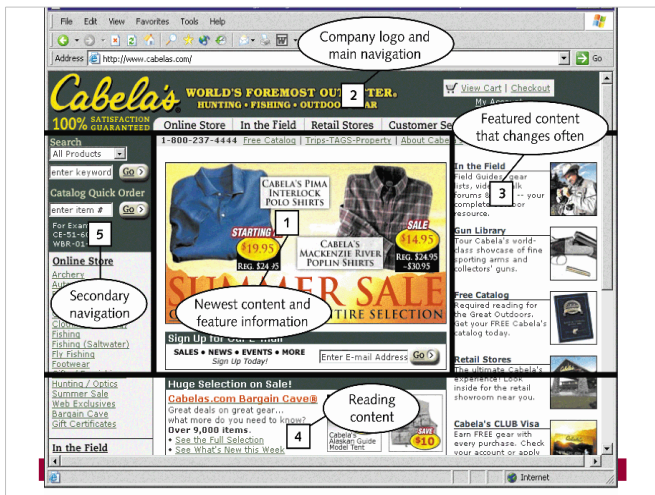 File Edit View Favorites Tools Help
Address http://www.cabelas.com/ Go
Company logo and
main navigation
2
Cabela's
WORLD'S FOREMOST
HUNTING • FISHING •
100% SATISFACTION
GUARANTEED
View Cart | Checkout
Online Store In the Field Retail Stores Customer
Featured content
that changes often
3
1-800-237-4444 Free Catalog | Trips-TAGS-Property | About
Search
All Products
enter keyword Go
Catalog Quick Order
enter item # Go
5
Online Store
Archery
Secondary
navigation
Fishing
Fishing (Saltwater)
Fly Fishing
Footwear
Hunting / Optics
Summer Sale
Web Exclusives
Bargain Cave
Gift Certificates
In the Field
CABELA'S PIMA
INTERLOCK
POLO SHIRTS
1
STARTING
$19.95
REG. $24.95
CABELA'S
MACKENZIE RIVER
POPLIN SHIRTS
SALE
$14.95
REG. $24.95
-$30.95
SALE
ENTIRE SELECTION
Newest content and
feature information
Sign Up for
SALES • NEWS • EVENTS • MORE
Sign Up Today!
Enter E-mail Address Go
Huge Selection on Sale!
Cabelas.com Bargain Cave®
Great deals on great gear...
what more do you need to know?
Over 9,000 items.
• See the Full Selection
• See What's New this Week
Reading
content
4
Cabela's
Alaskan Guide
Model Tent
SAVE
$10
In the Field
Field Guides, gear
forums
complete
resource.
Gun Library
Tour Cabela's world-
class showcase of fine
sporting arms and
collectors' guns.
Free Catalog
Required reading for
the Great Outdoors.
Get your FREE Cabela's
catalog today.
Retail Stores
The ultimate Cabela's
experience! Look
inside for the retail
showroom near you.
Cabela's CLUB Visa
Earn FREE gear with
every purchase. Check
your account or apply
Internet